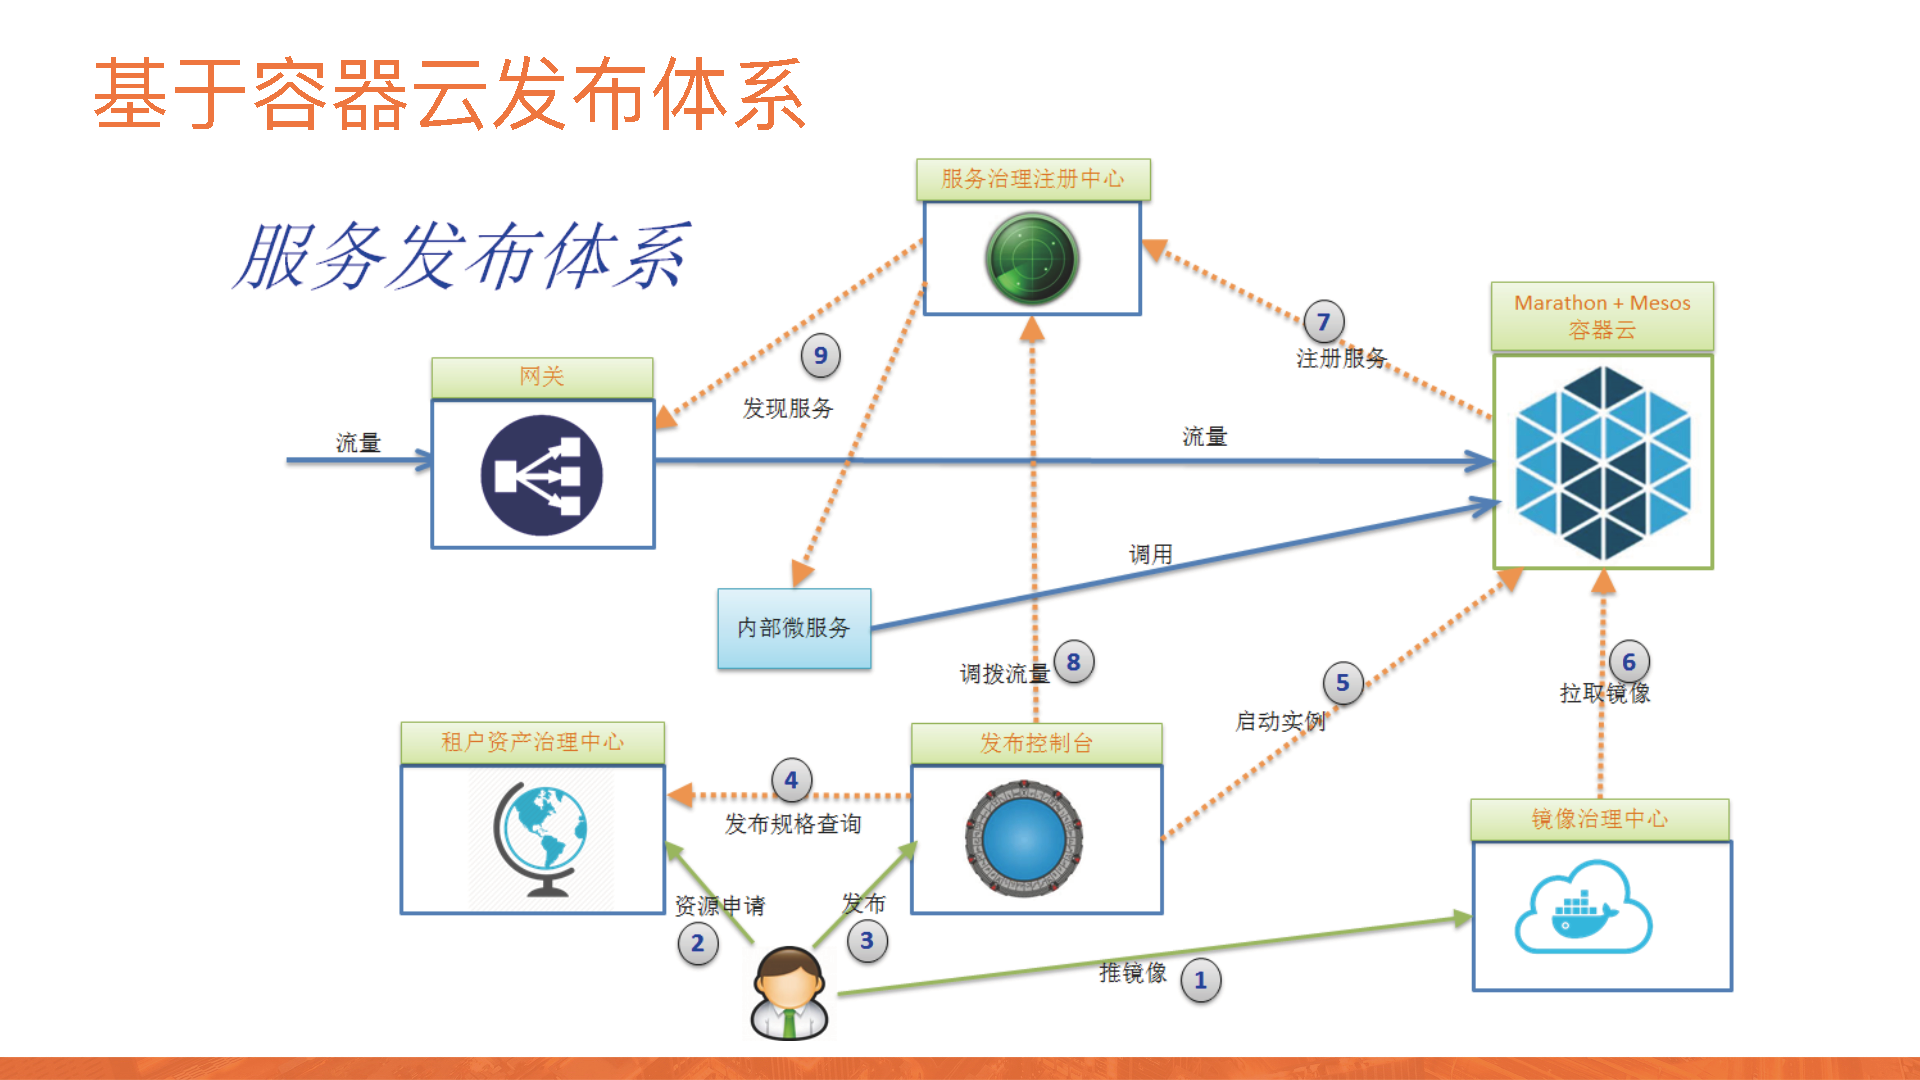 基于容器云发布体系
服务发布体系
服务治理注册中心
Marathon + Mesos
容器云
7
注册服务
9
发现服务
网关
流量
流量
调用
内部微服务
调拨流量
8
5
启动实例
6
拉取镜像
租户资产治理中心
发布控制台
4
发布规格查询
镜像治理中心
资源申请
2
发布
3
推镜像
1